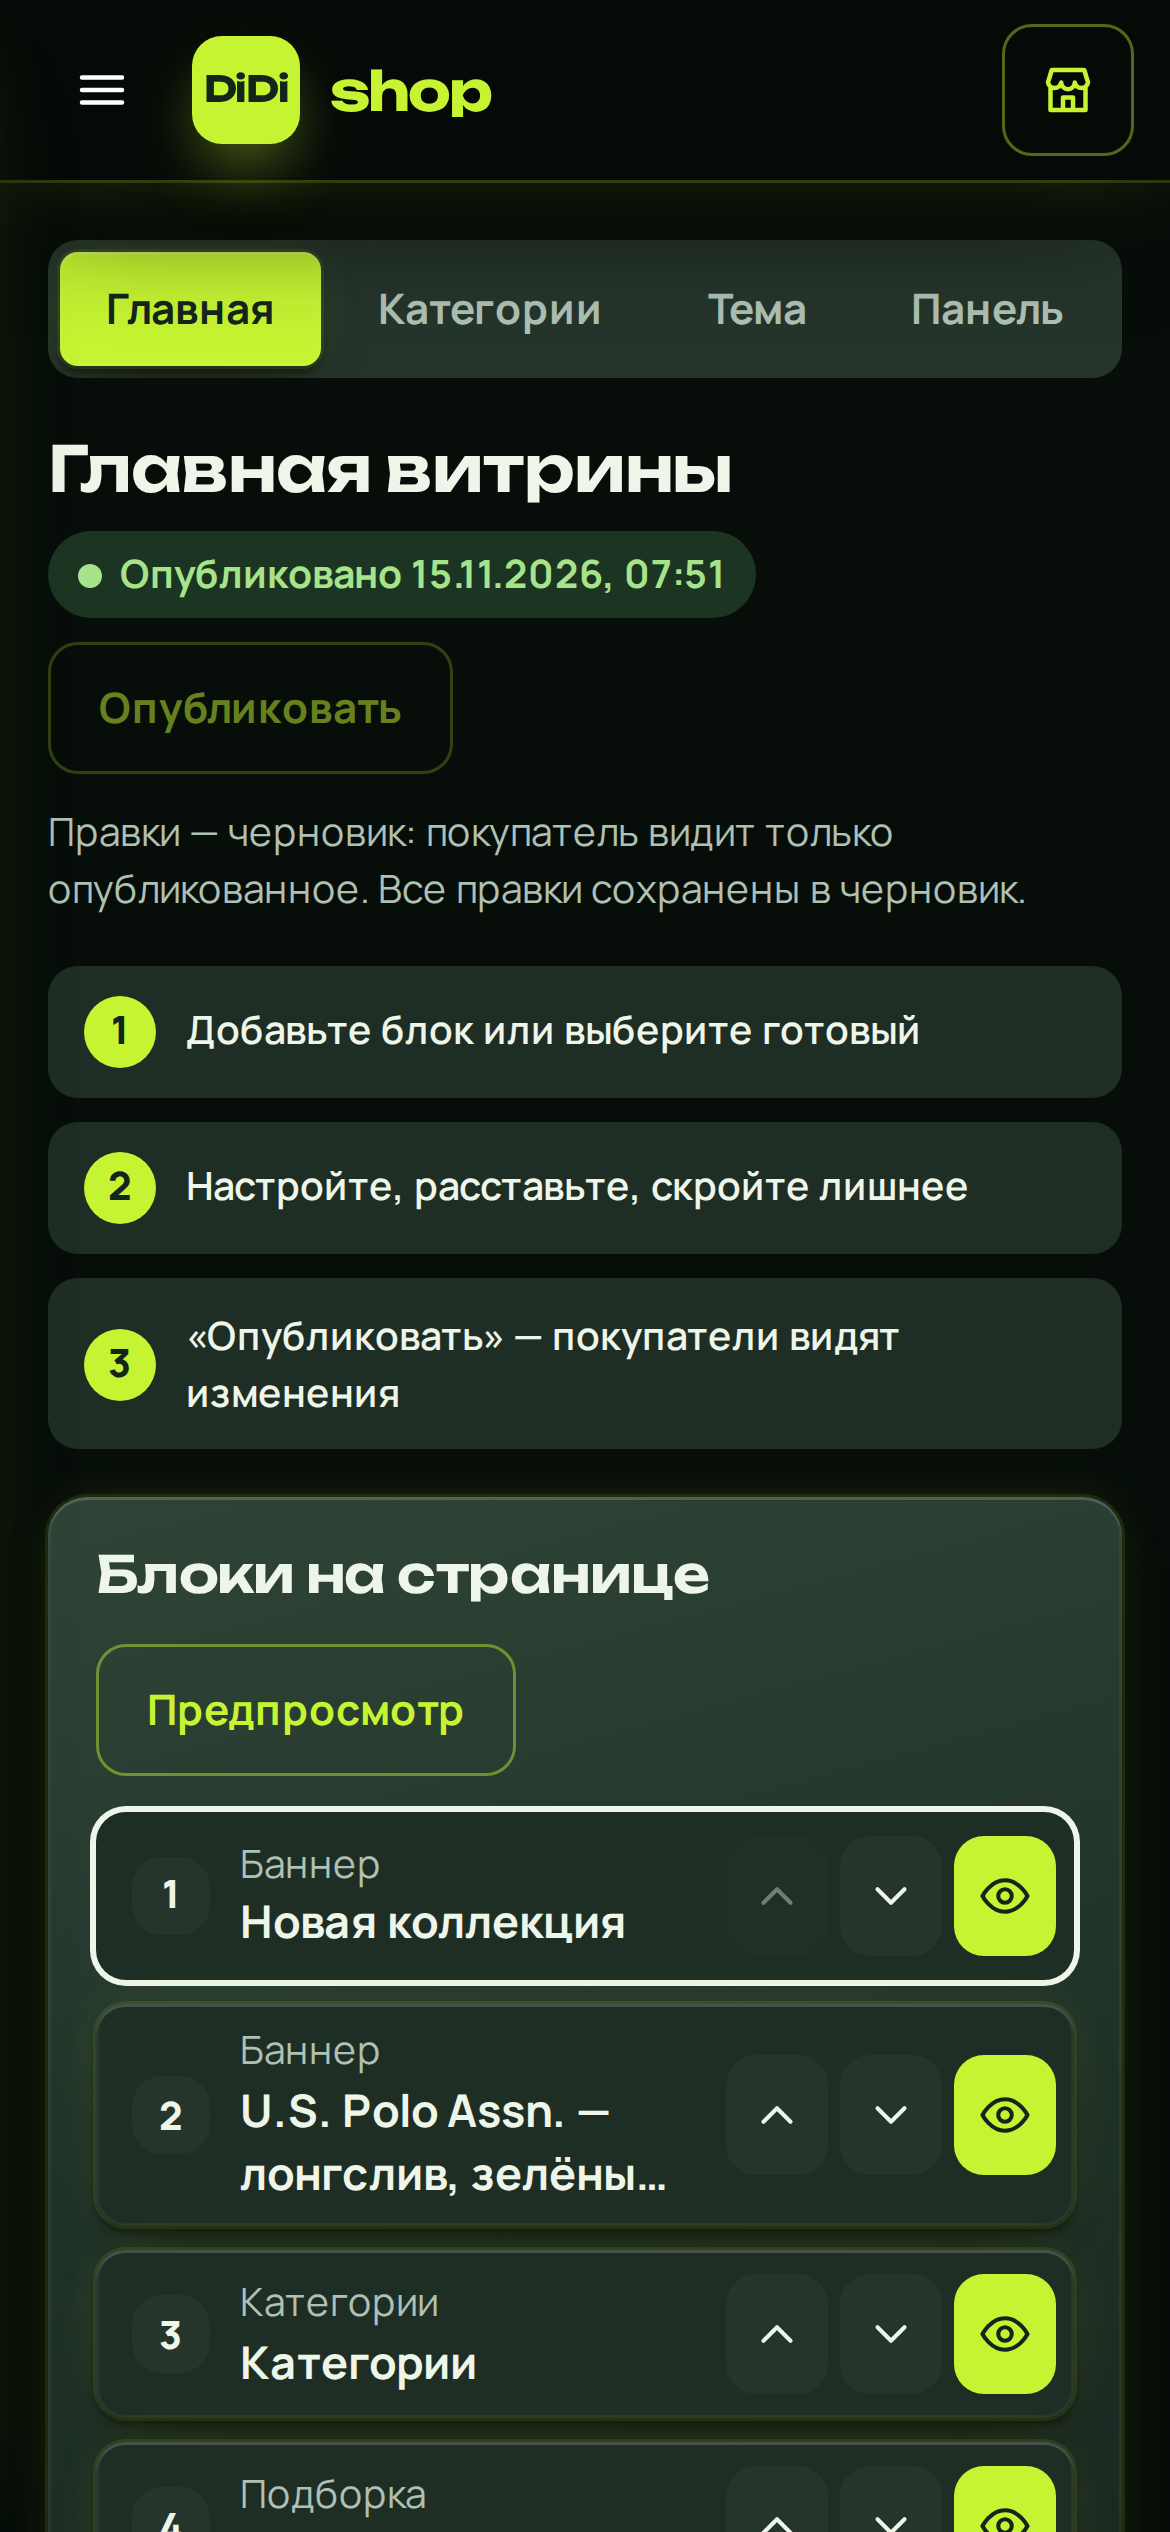 DiDi shop
Главная Категории Тема Панель
Главная витрины
Опубликовано 15.11.2026, 07:51
Опубликовать
Правки — черновик: покупатель видит только
опубликованное. Все правки сохранены в черновик.
1 Добавьте блок или выберите готовый
2 Настройте, расставьте, скройте лишнее
3 «Опубликовать» — покупатели видят
изменения
Блоки на странице
Предпросмотр
Баннер
1 Новая коллекция
Баннер
2 U.S. Polo Assn. —
лонгслив, зелёны...
Категории
3 Категории
Подборка
4